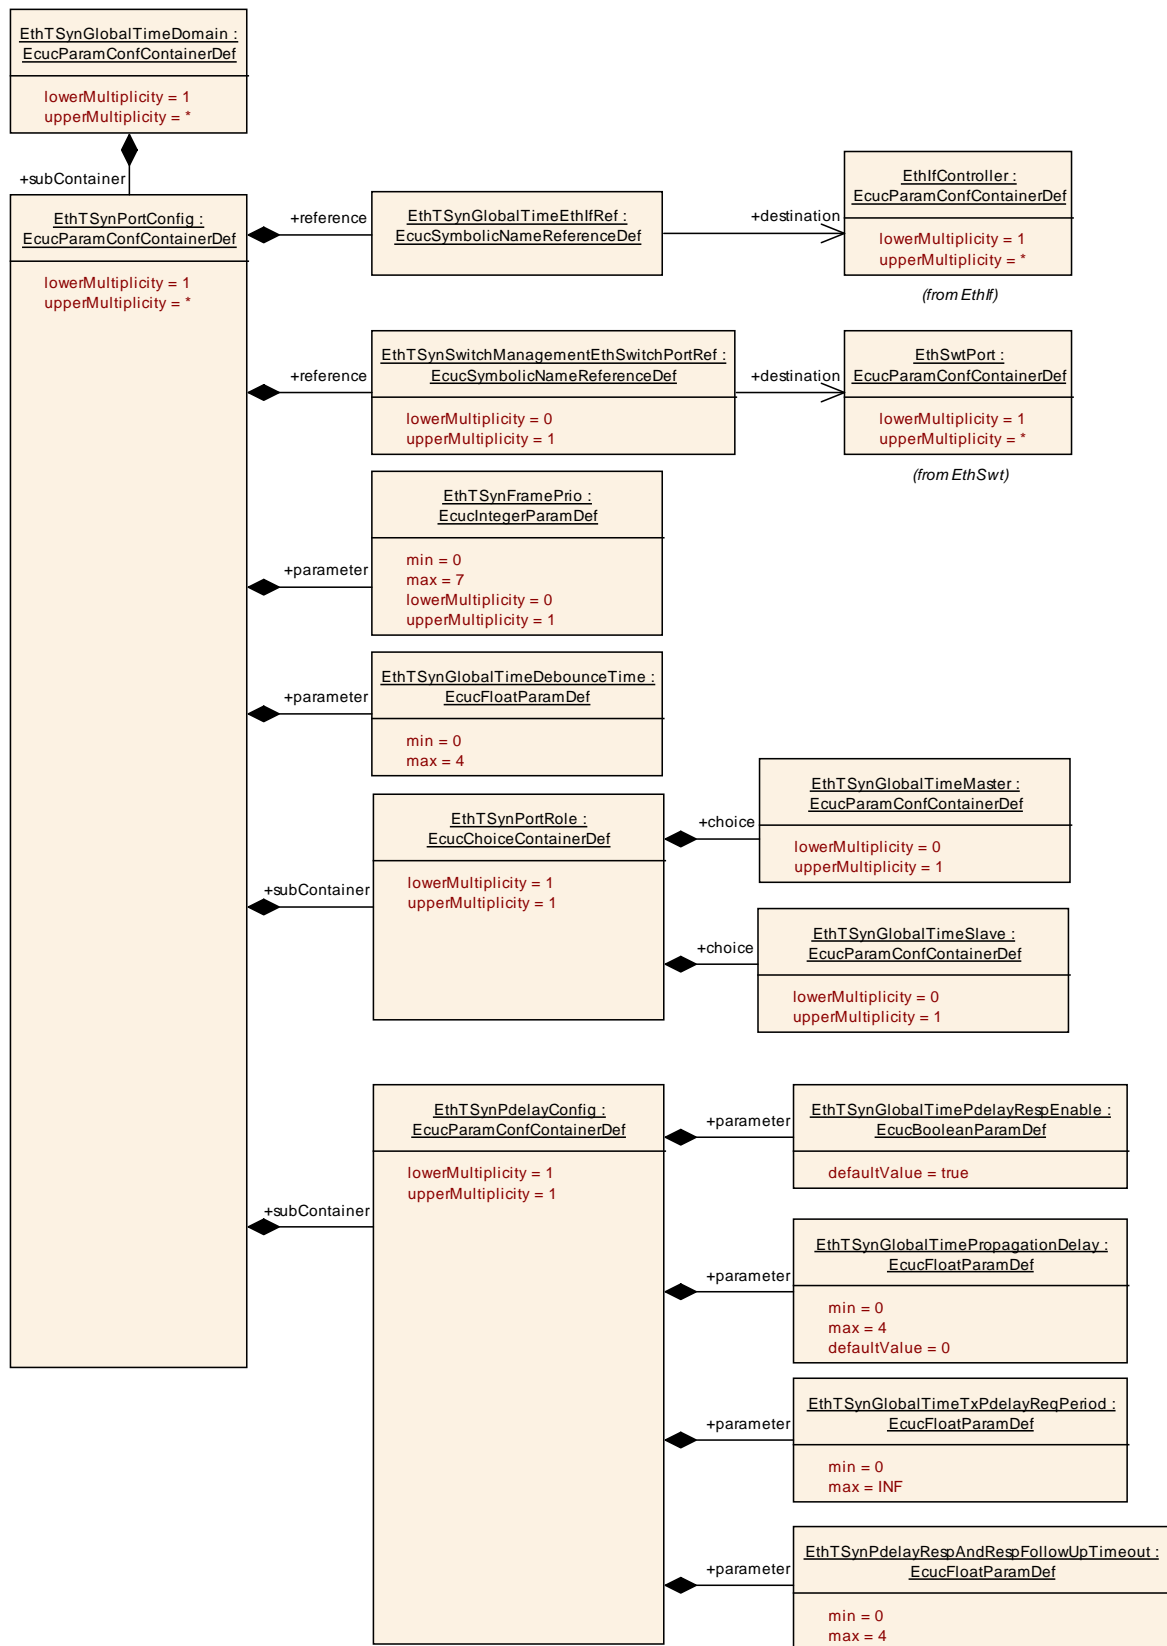 EthTSynGlobalTimeDomain :
EcucParamConfContainerDef
lowerMultiplicity = 1
upperMultiplicity = *
+subContainer
EthTSynPortConfig :
EcucParamConfContainerDef
lowerMultiplicity = 1
upperMultiplicity = *
+reference
EthTSynGlobalTimeEthIfRef :
EcucSymbolicNameReferenceDef
+destination
EthIfController :
EcucParamConfContainerDef
lowerMultiplicity = 1
upperMultiplicity = *
(from EthIf)
+reference
EthTSynSwitchManagementEthSwitchPortRef :
EcucSymbolicNameReferenceDef
lowerMultiplicity = 0
upperMultiplicity = 1
+destination
EthSwtPort :
EcucParamConfContainerDef
lowerMultiplicity = 1
upperMultiplicity = *
(from EthSwt)
+parameter
EthTSynFramePrio :
EcucIntegerParamDef
min = 0
max = 7
lowerMultiplicity = 0
upperMultiplicity = 1
+parameter
EthTSynGlobalTimeDebounceTime :
EcucFloatParamDef
min = 0
max = 4
+subContainer
EthTSynPortRole :
EcucChoiceContainerDef
lowerMultiplicity = 1
upperMultiplicity = 1
+choice
EthTSynGlobalTimeMaster :
EcucParamConfContainerDef
lowerMultiplicity = 0
upperMultiplicity = 1
+choice
EthTSynGlobalTimeSlave :
EcucParamConfContainerDef
lowerMultiplicity = 0
upperMultiplicity = 1
+subContainer
EthTSynPdelayConfig :
EcucParamConfContainerDef
lowerMultiplicity = 1
upperMultiplicity = 1
+parameter
EthTSynGlobalTimePdelayRespEnable :
EcucBooleanParamDef
defaultValue = true
+parameter
EthTSynGlobalTimePropagationDelay :
EcucFloatParamDef
min = 0
max = 4
defaultValue = 0
+parameter
EthTSynGlobalTimeTxPdelayReqPeriod :
EcucFloatParamDef
min = 0
max = INF
+parameter
EthTSynPdelayRespAndRespFollowUpTimeout :
EcucFloatParamDef
min = 0
max = 4